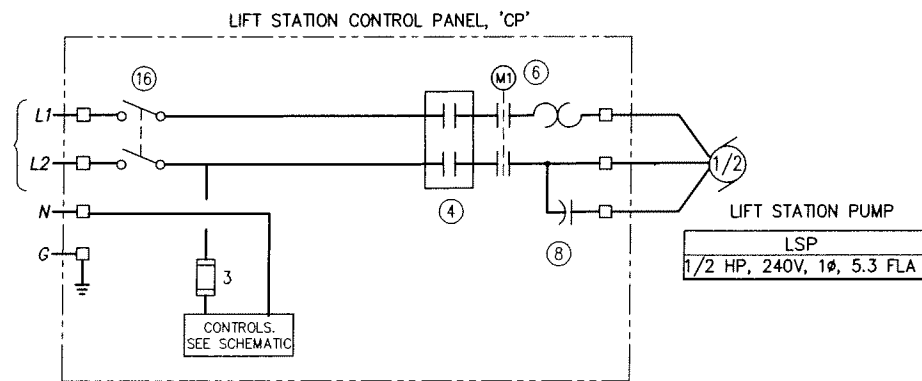 LIFT STATION CONTROL PANEL, 'CP'
16
M1
6
L1
L2
1/2
N
4
LIFT STATION PUMP
G
8
LSP
3
1/2 HP, 240V, 1ø, 5.3 FLA
CONTROLS.
SEE SCHEMATIC